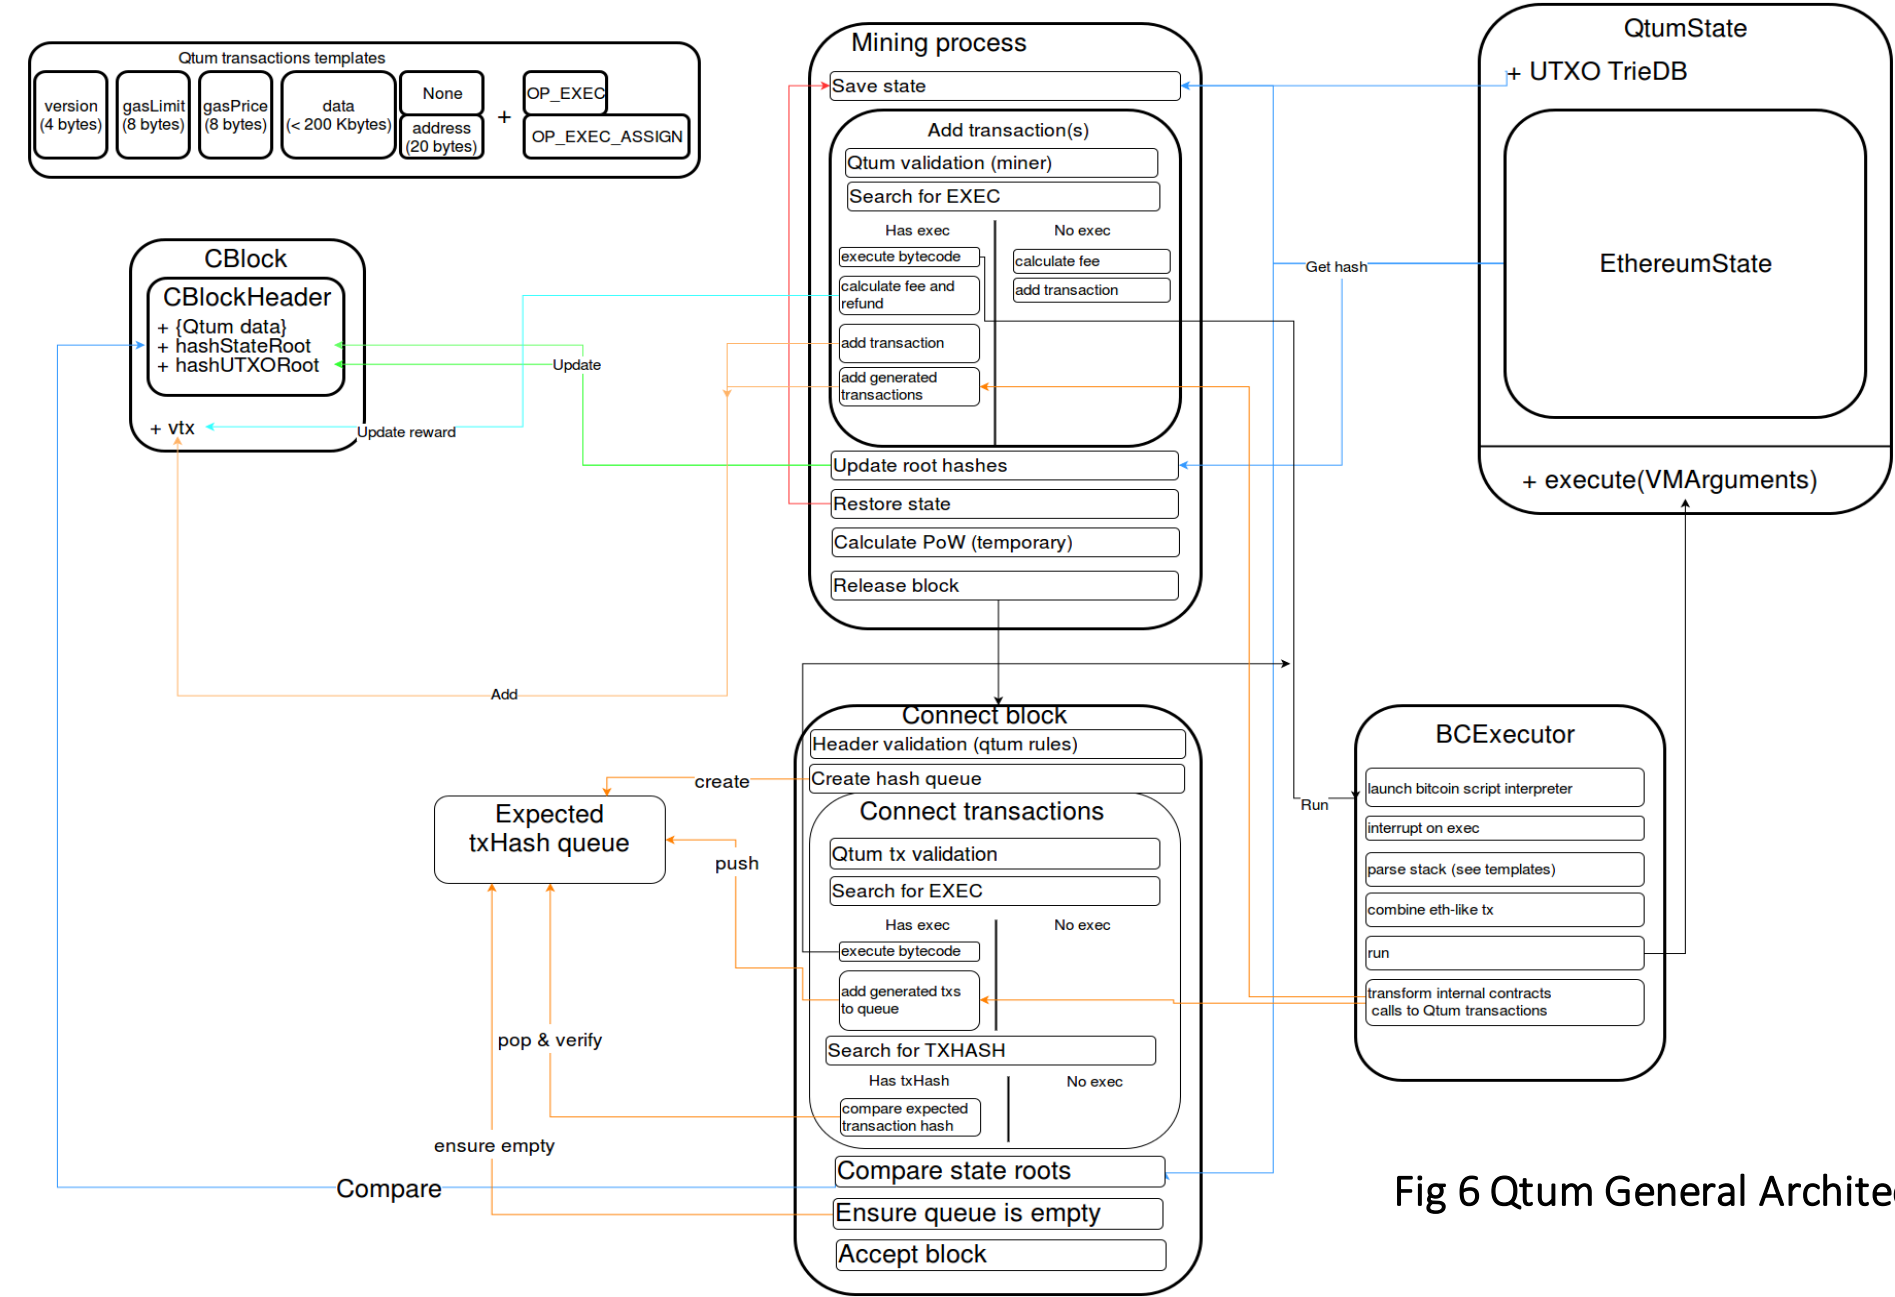 Qtum transactions templates
version
(4 bytes)
gasLimit
(8 bytes)
gasPrice
(8 bytes)
data
(< 200 Kbytes)
None
address
(20 bytes)
+
OP_EXEC
OP_EXEC_ASSIGN
CBlock
CBlockHeader
+ {Qtum data}
+ hashStateRoot
+ hashUTXORoot
+ vtx
Update
Update reward
Add
Mining process
Save state
Add transaction(s)
Qtum validation (miner)
Search for EXEC
Has exec
No exec
execute bytecode
calculate fee and
refund
add transaction
add generated
transactions
calculate fee
add transaction
Update root hashes
Restore state
Calculate PoW (temporary)
Release block
Get hash
QtumState
+ UTXO TrieDB
EthereumState
+ execute(VMArguments)
Connect block
Header validation (qtum rules)
Create hash queue
Connect transactions
Qtum tx validation
Search for EXEC
Has exec
No exec
execute bytecode
add generated txs
to queue
Search for TXHASH
Has txHash
No exec
compare expected
transaction hash
Compare state roots
Ensure queue is empty
Accept block
create
Expected
txHash queue
push
pop & verify
ensure empty
Compare
Run
BCExecutor
launch bitcoin script interpreter
interrupt on exec
parse stack (see templates)
combine eth-like tx
run
transform internal contracts
calls to Qtum transactions
Fig 6 Qtum General